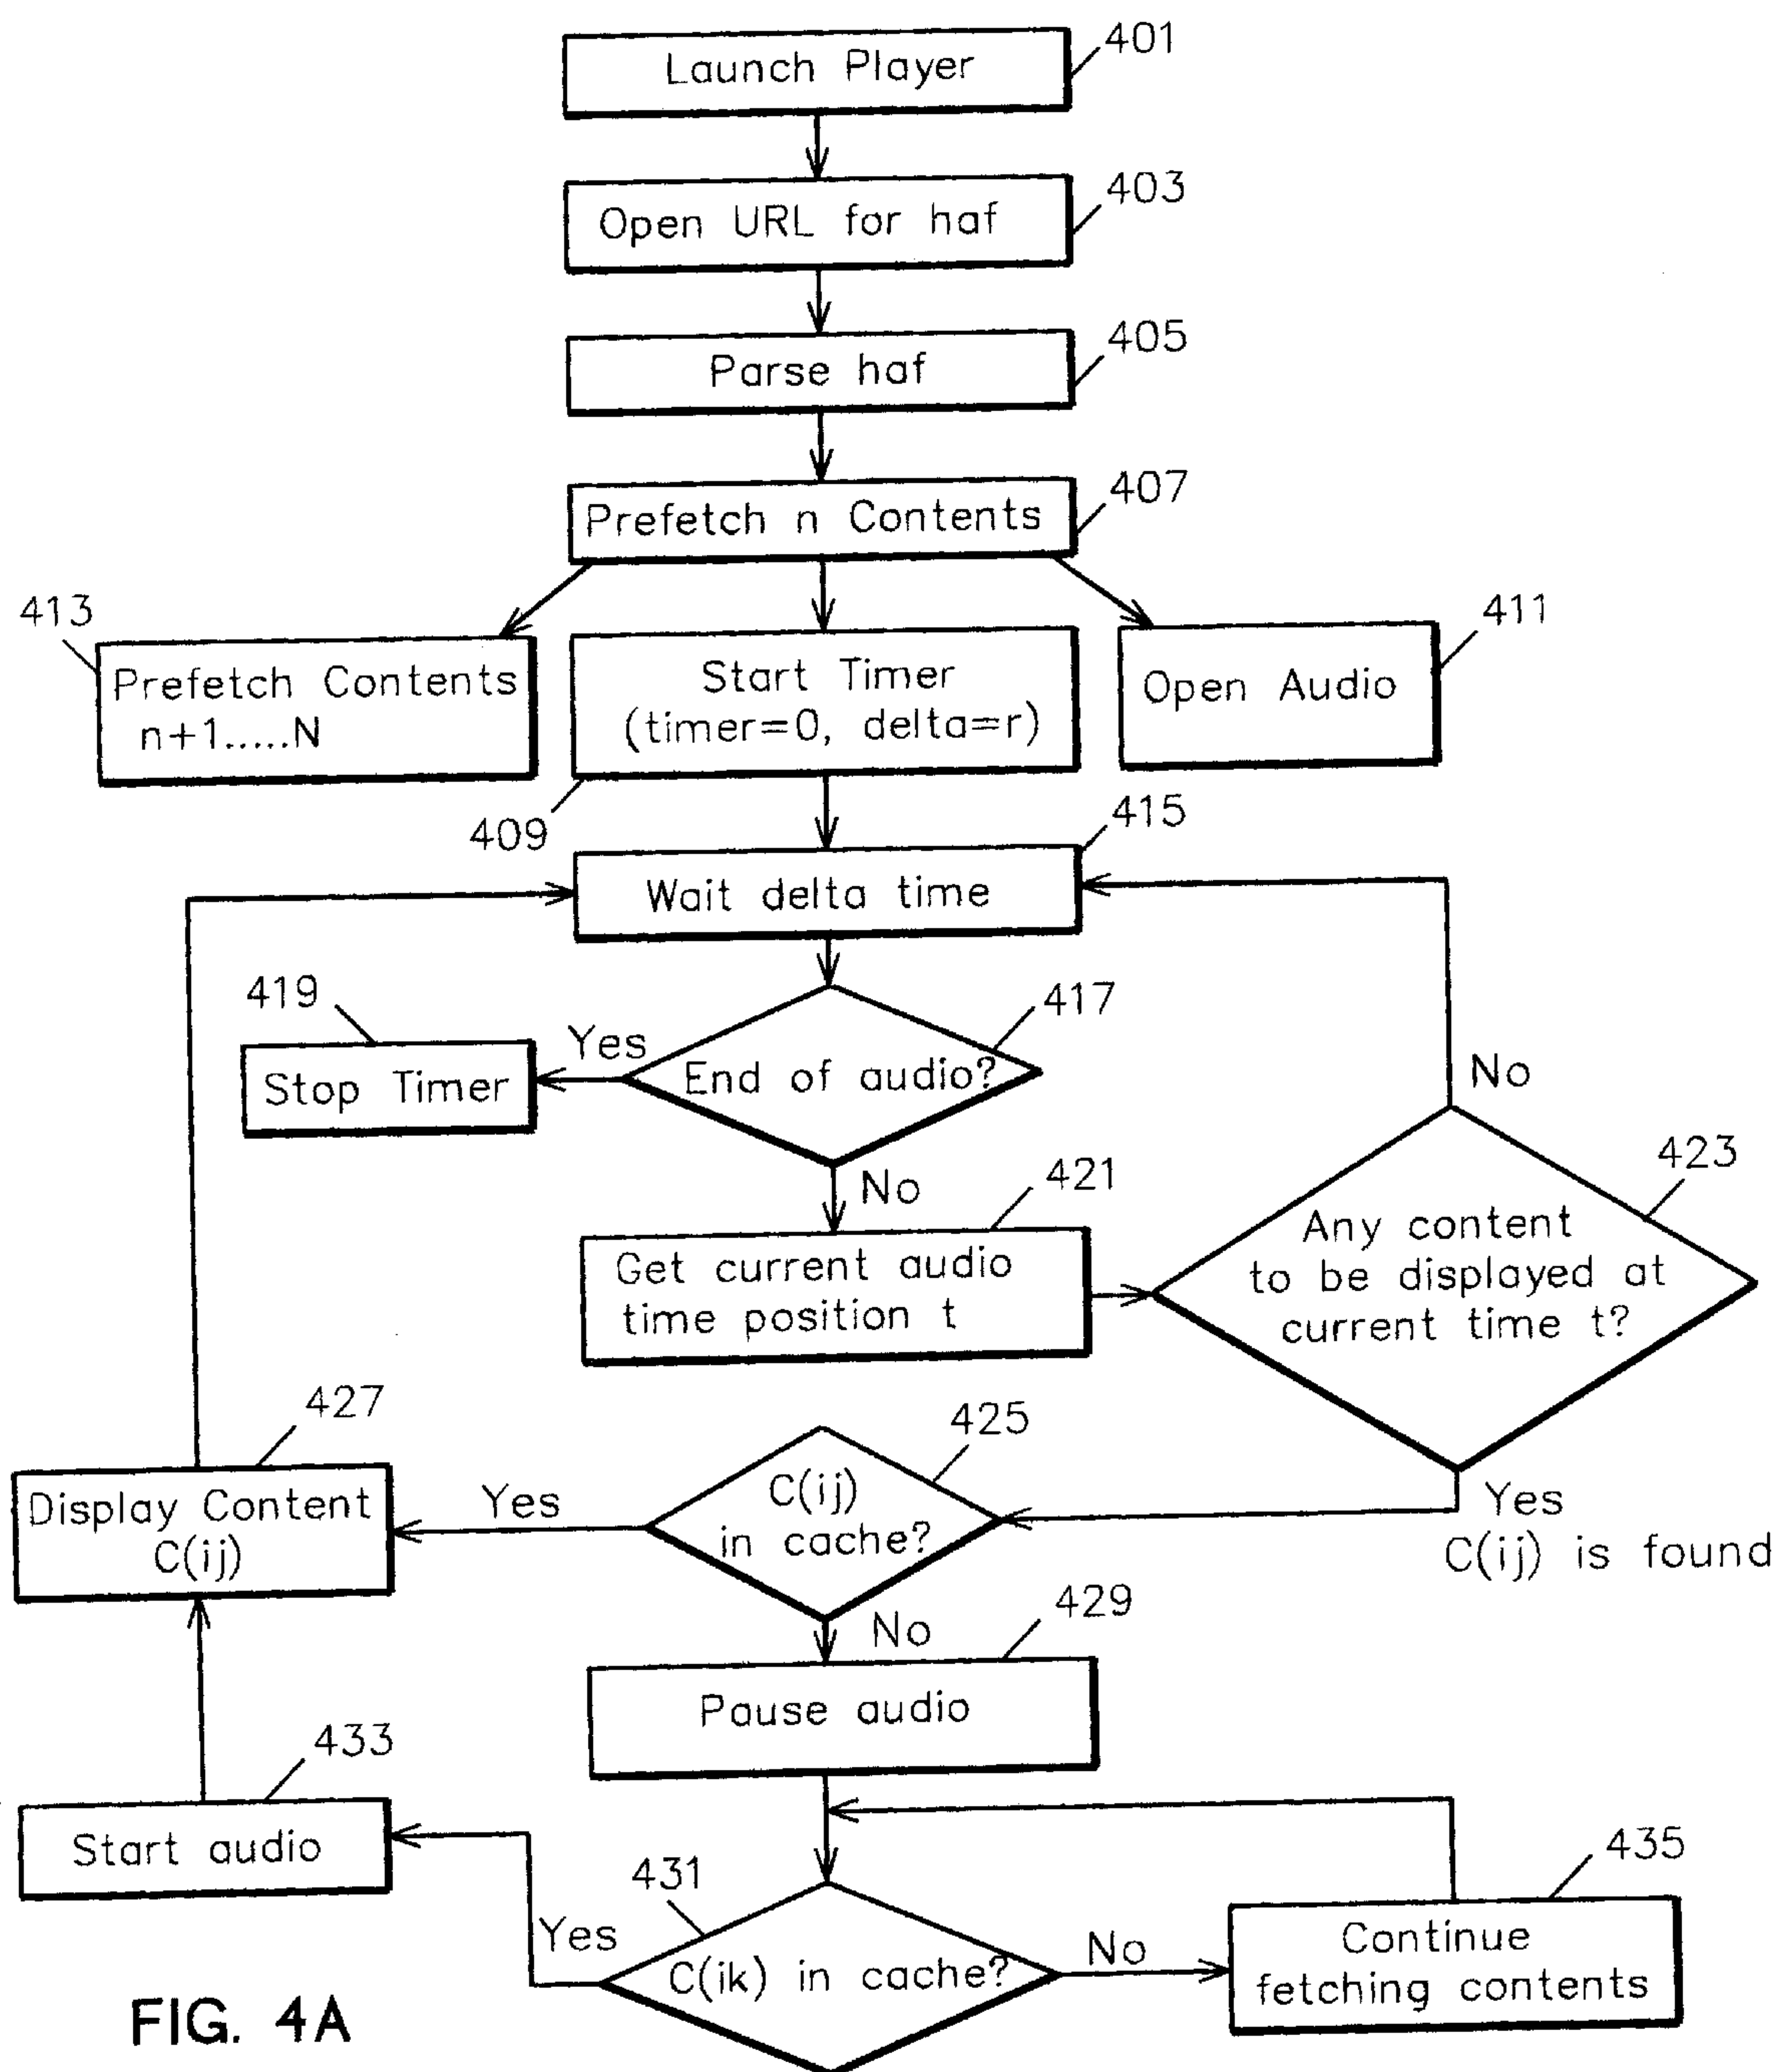 401
Launch Player
403
Open URL for haf
405
Parse haf
407
Prefetch n Contents
413
Prefetch Contents
n+1.....N
Start Timer
(timer=0, delta=r)
409
411
Open Audio
415
Wait delta time
419
Stop Timer
Yes
417
End of audio?
No
No
421
Get current audio
time position t
423
Any content
to be displayed at
current time t?
Yes
C(ij) is found
425
C(ij)
in cache?
Yes
427
Display Content
C(ij)
No
429
Pause audio
433
Start audio
431
Yes
C(ik) in cache?
No
435
Continue
fetching contents
FIG. 4A